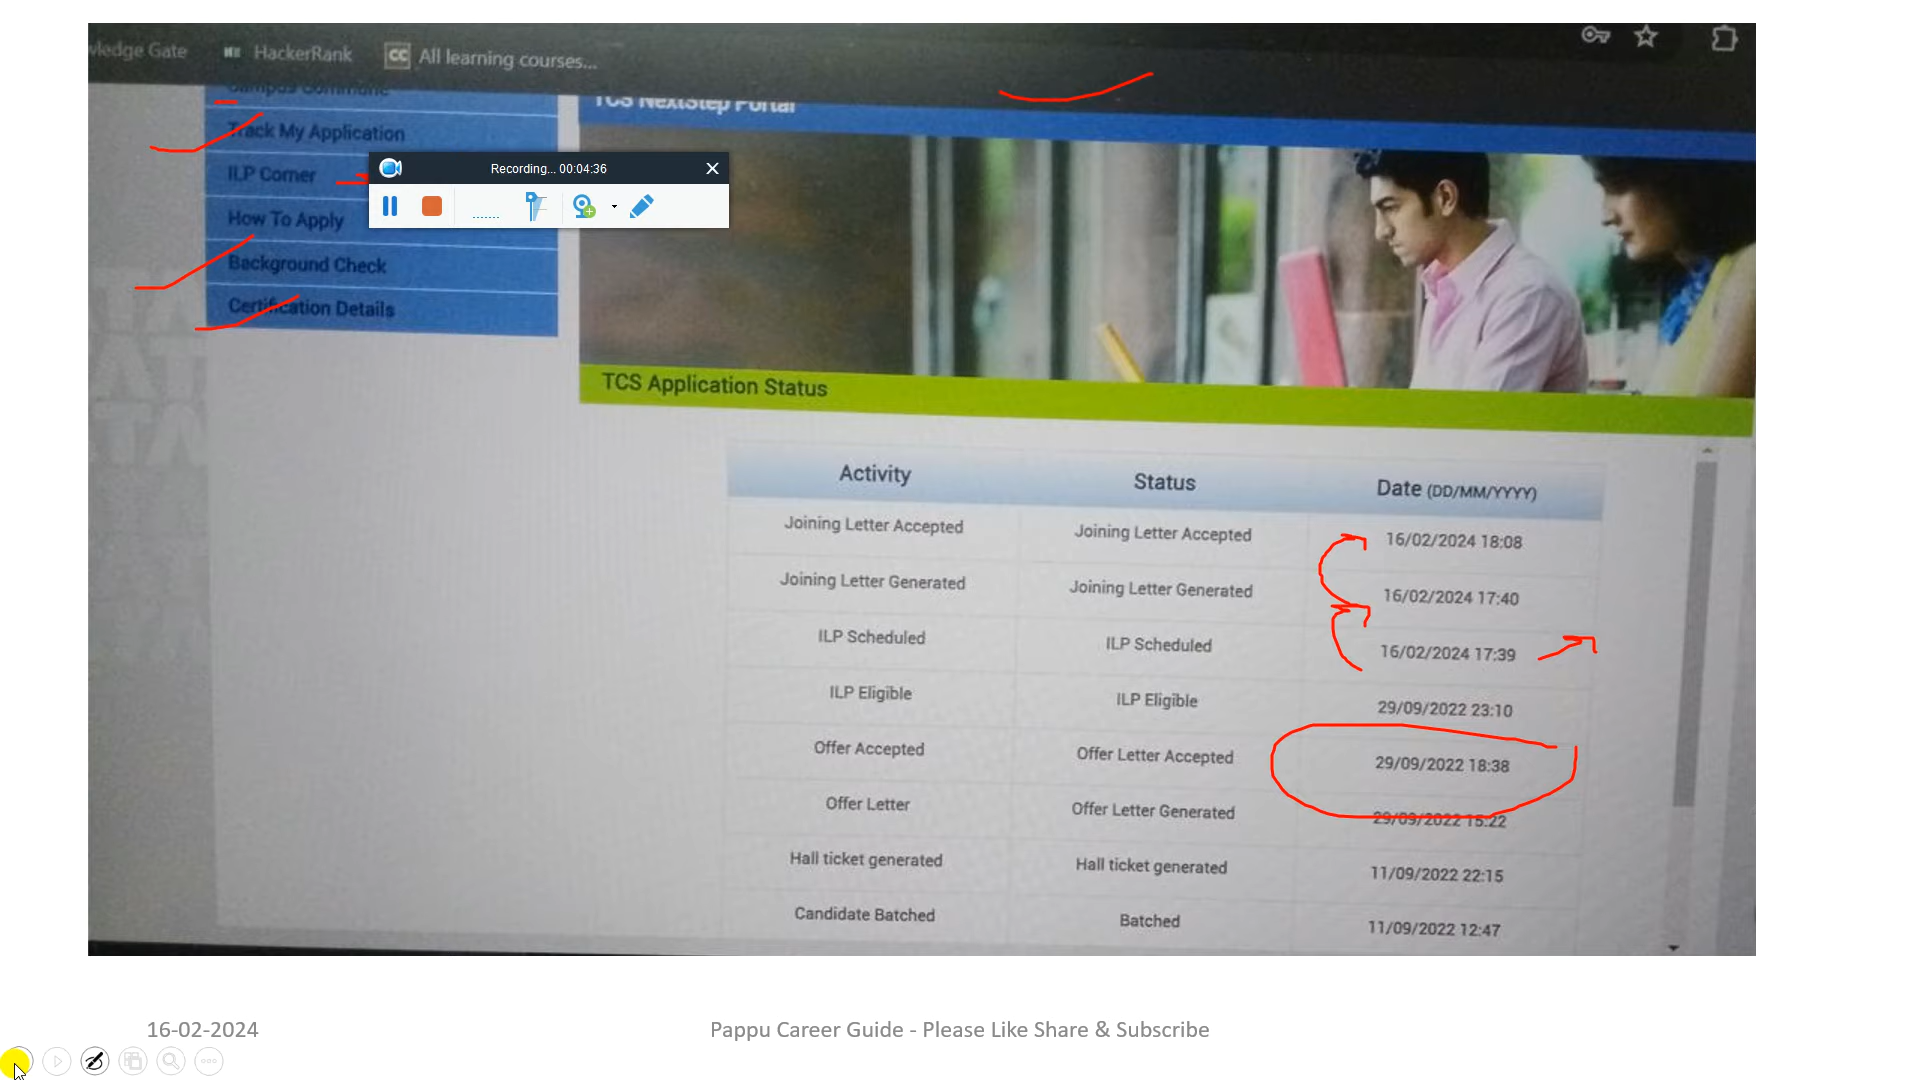 HackerRank
CC All learning courses...
Campus Commune
TCS NextStep Portal
Track My Application
ILP Corner
How To Apply
Background Check
Certification Details
Recording... 00:04:36
TCS Application Status
Activity Status Date (DD/MM/YYYY)
Joining Letter Accepted Joining Letter Accepted 16/02/2024 18:08
Joining Letter Generated Joining Letter Generated 16/02/2024 17:40
ILP Scheduled ILP Scheduled 16/02/2024 17:39
ILP Eligible ILP Eligible 29/09/2022 23:10
Offer Accepted Offer Letter Accepted 29/09/2022 18:38
Offer Letter Offer Letter Generated 29/09/2022 15:22
Hall ticket generated Hall ticket generated 11/09/2022 22:15
Candidate Batched Batched 11/09/2022 12:47
16-02-2024
Pappu Career Guide - Please Like Share & Subscribe